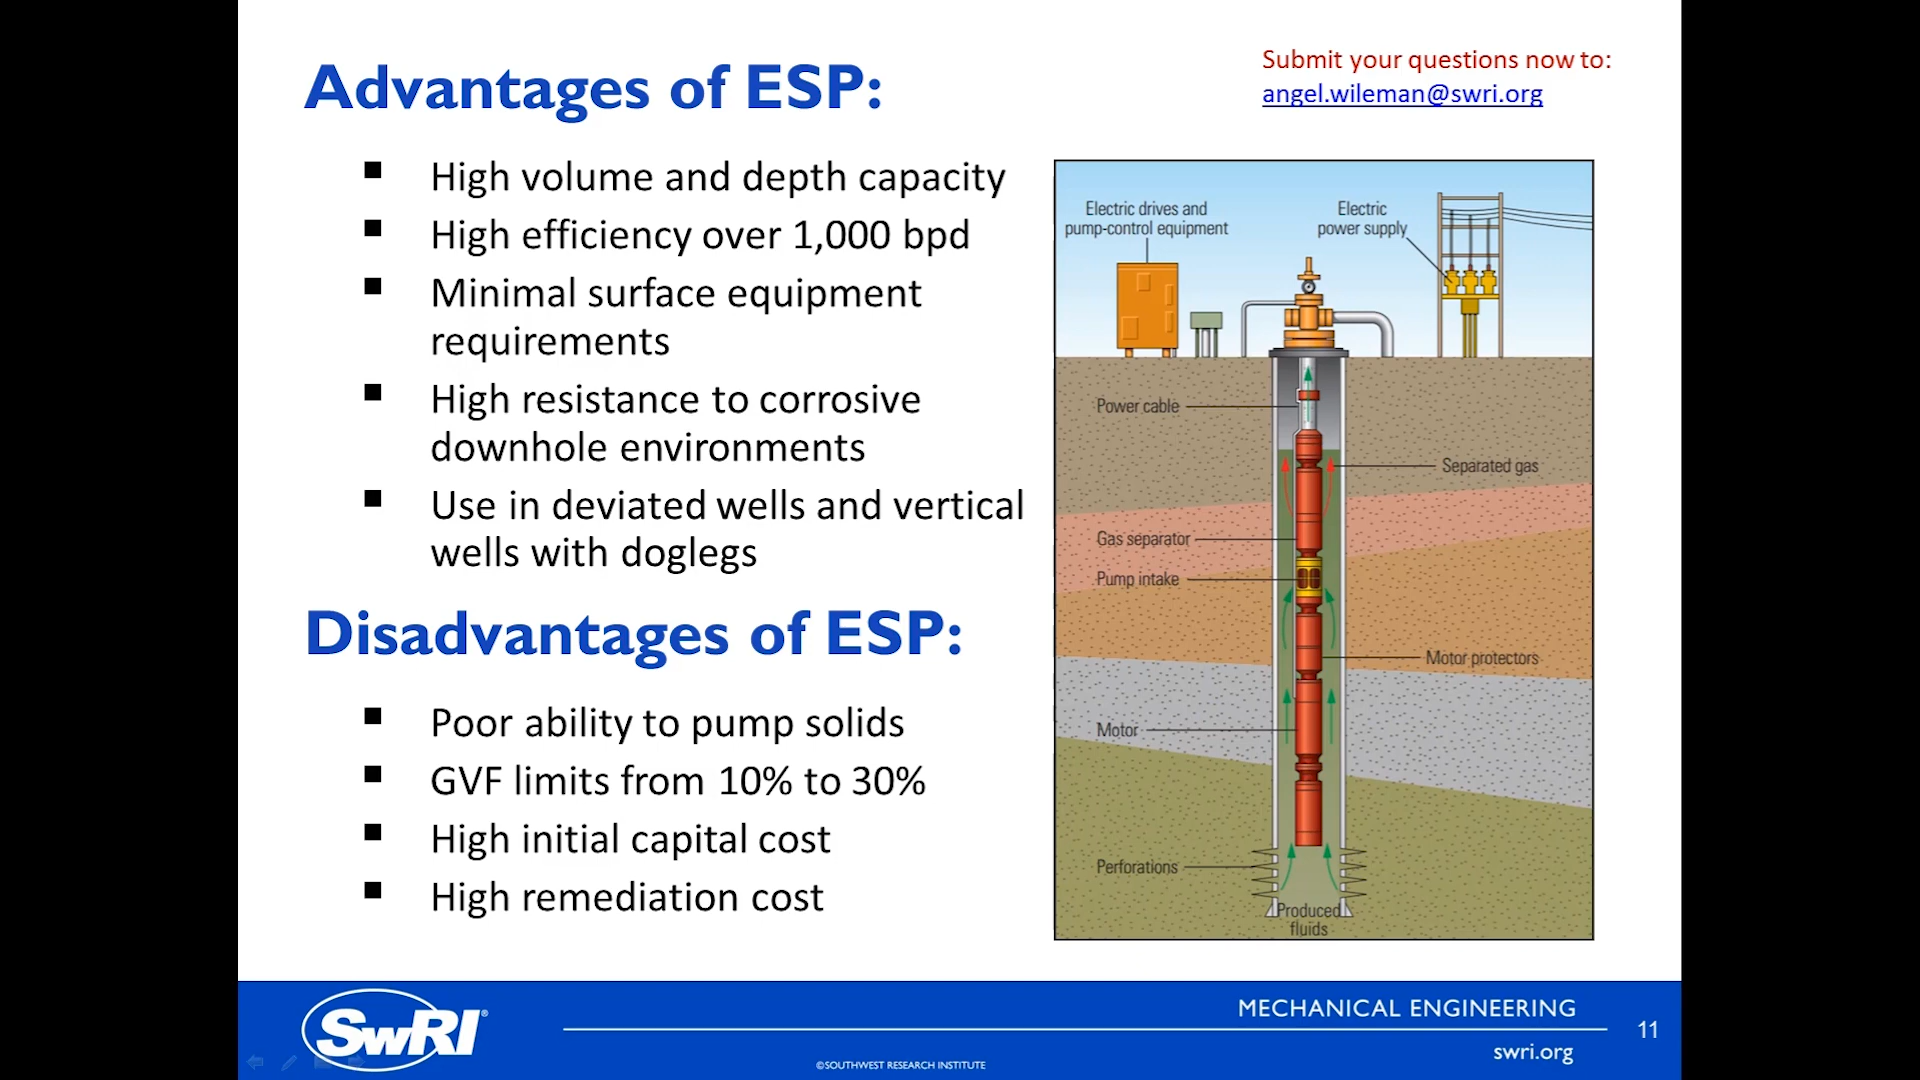 Advantages of ESP:
Submit your questions now to:
angel.wileman@swri.org
High volume and depth capacity
High efficiency over 1,000 bpd
Minimal surface equipment
requirements
High resistance to corrosive
downhole environments
Use in deviated wells and vertical
wells with doglegs
Disadvantages of ESP:
Poor ability to pump solids
GVF limits from 10% to 30%
High initial capital cost
High remediation cost
Electric drives and
pump-control equipment
Electric
power supply
Power cable
Separated gas
Gas separator
Pump intake
Motor protectors
Motor
Perforations
Produced
fluids
SwRI®
MECHANICAL ENGINEERING
11
swri.org
©SOUTHWEST RESEARCH INSTITUTE